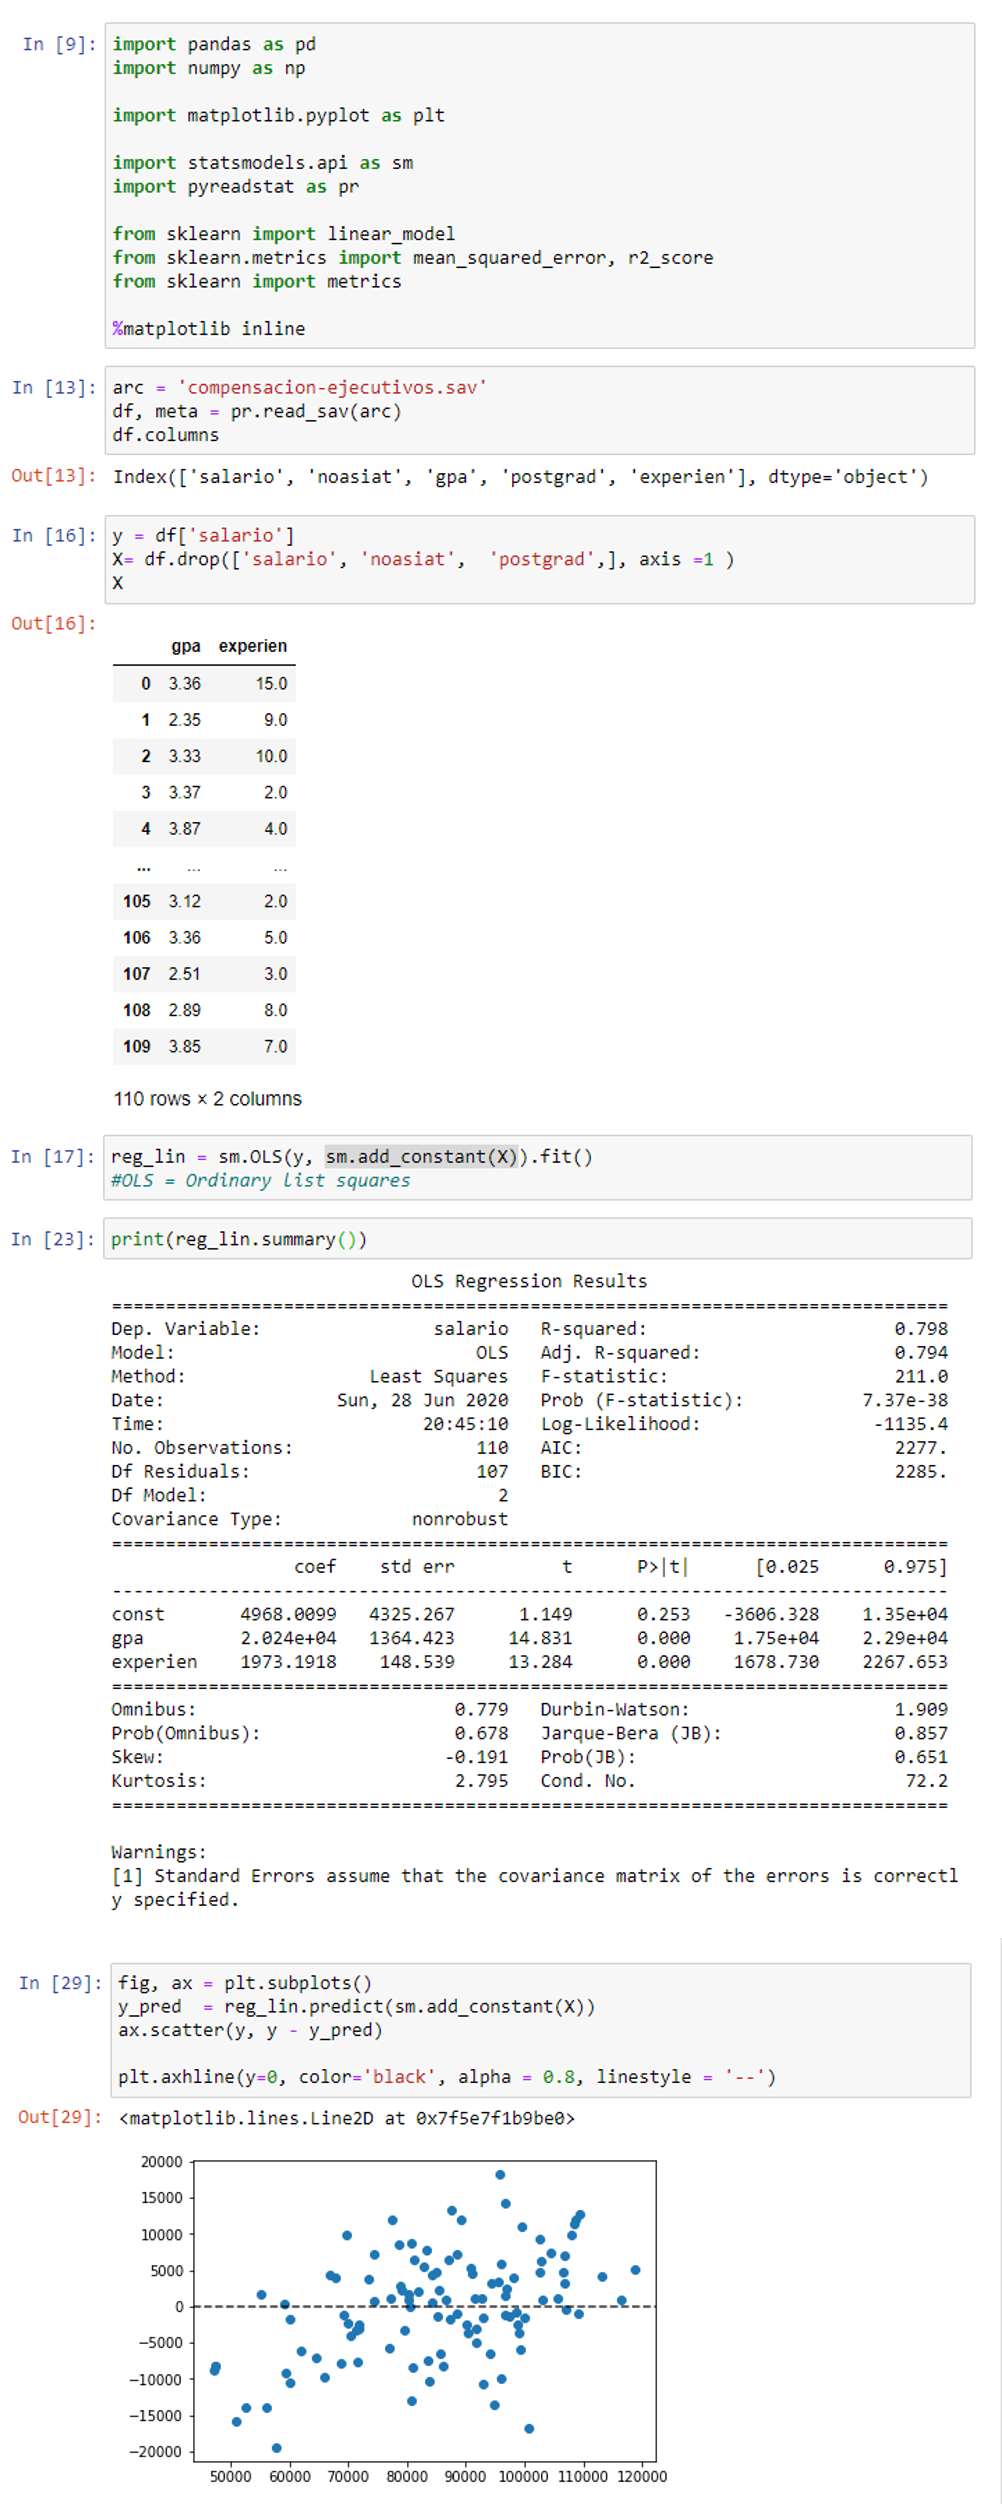 In [9]: import pandas as pd
import numpy as np
import matplotlib.pyplot as plt
import statsmodels.api as sm
import pyreadstat as pr
from sklearn import linear_model
from sklearn.metrics import mean_squared_error, r2_score
from sklearn import metrics
%matplotlib inline
In [13]: arc = 'compensacion-ejecutivos.sav'
df, meta = pr.read_sav(arc)
df.columns
Out[13]: Index(['salario', 'noasiat', 'gpa', 'postgrad', 'experien'], dtype='object')
In [16]: y = df['salario']
X= df.drop(['salario', 'noasiat',  'postgrad',], axis =1 )
X
Out[16]:
gpa experien
0 3.36 15.0
1 2.35 9.0
2 3.33 10.0
3 3.37 2.0
4 3.87 4.0
... ... ...
105 3.12 2.0
106 3.36 5.0
107 2.51 3.0
108 2.89 8.0
109 3.85 7.0
110 rows × 2 columns
In [17]: reg_lin = sm.OLS(y, sm.add_constant(X)).fit()
#OLS = Ordinary list squares
In [23]: print(reg_lin.summary())
OLS Regression Results
==============================================================================
Dep. Variable: salario R-squared: 0.798
Model: OLS Adj. R-squared: 0.794
Method: Least Squares F-statistic: 211.0
Date: Sun, 28 Jun 2020 Prob (F-statistic): 7.37e-38
Time: 20:45:10 Log-Likelihood: -1135.4
No. Observations: 110 AIC: 2277.
Df Residuals: 107 BIC: 2285.
Df Model: 2
Covariance Type: nonrobust
==============================================================================
coef std err t P>|t| [0.025 0.975]
------------------------------------------------------------------------------
const 4968.0099 4325.267 1.149 0.253 -3606.328 1.35e+04
gpa 2.024e+04 1364.423 14.831 0.000 1.75e+04 2.29e+04
experien 1973.1918 148.539 13.284 0.000 1678.730 2267.653
==============================================================================
Omnibus: 0.779 Durbin-Watson: 1.909
Prob(Omnibus): 0.678 Jarque-Bera (JB): 0.857
Skew: -0.191 Prob(JB): 0.651
Kurtosis: 2.795 Cond. No. 72.2
==============================================================================
Warnings:
[1] Standard Errors assume that the covariance matrix of the errors is correctl
y specified.
In [29]: fig, ax = plt.subplots()
y_pred  = reg_lin.predict(sm.add_constant(X))
ax.scatter(y, y - y_pred)
plt.axhline(y=0, color='black', alpha = 0.8, linestyle = '--')
Out[29]: <matplotlib.lines.Line2D at 0x7f5e7f1b9be0>
20000
15000
10000
5000
0
−5000
−10000
−15000
−20000
50000 60000 70000 80000 90000 100000 110000 120000